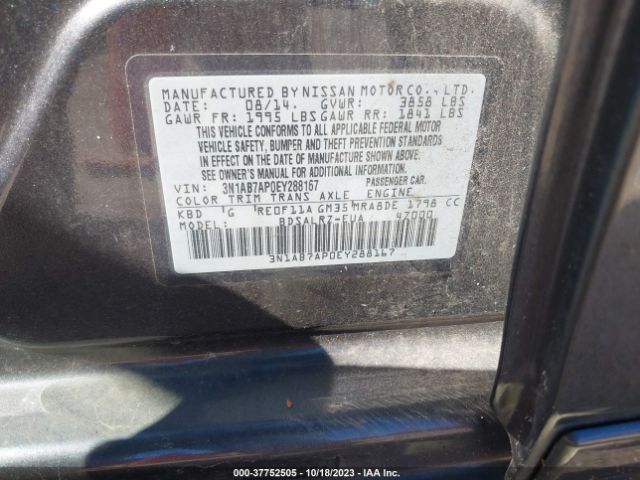 MANUFACTURED BY NISSAN MOTOR CO., LTD.
DATE: 08/14. GVWR: 3858 LBS
GAWR FR: 1995 LBS GAWR RR: 1841 LBS
THIS VEHICLE CONFORMS TO ALL APPLICABLE FEDERAL MOTOR
VEHICLE SAFETY, BUMPER AND THEFT PREVENTION STANDARDS
IN EFFECT ON THE DATE OF MANUFACTURE SHOWN ABOVE.
SEE OWNER'S MANUAL FOR ADDITIONAL INFORMATION
VIN: 3N1AB7AP0EY288167 PASSENGER CAR.
COLOR TRIM TRANS AXLE ENGINE
KBD G RE0F11A GM35 MRA8DE 1798 CC
MODEL: BDSALR7-EUA 47000
3N1AB7AP0EY288167
000-37752505 - 10/18/2023 - © IAA Inc.